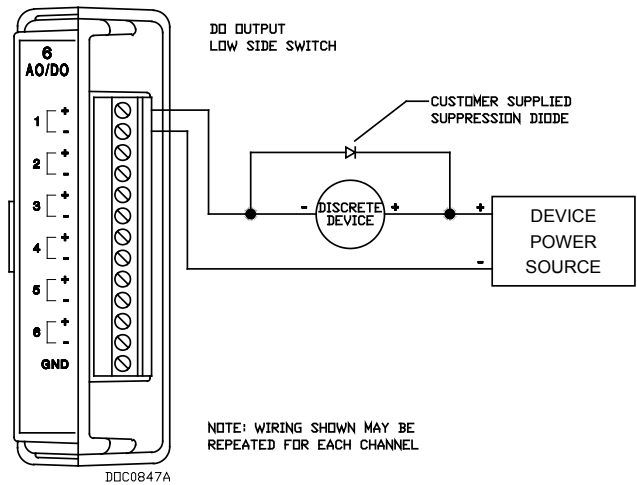 DO OUTPUT
LOW SIDE SWITCH
6
AO/DO
1 + -
2 + -
3 + -
4 + -
5 + -
6 + -
GND
CUSTOMER SUPPLIED
SUPPRESSION DIODE
- DISCRETE +
DEVICE
+
-
DEVICE
POWER
SOURCE
NOTE: WIRING SHOWN MAY BE
REPEATED FOR EACH CHANNEL
DOC0847A